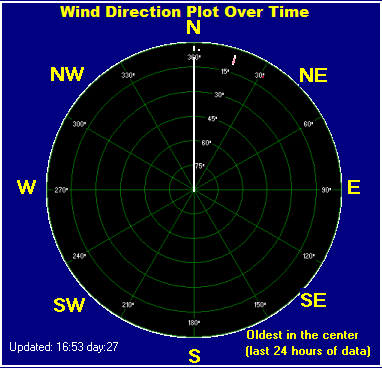 Wind Direction Plot Over Time
N
NW
NE
360°
330°
15°
30°
30°
300°
45°
60°
60°
75°
W
270°
90°
E
240°
120°
SW
SE
210°
150°
180°
S
Oldest in the center
(last 24 hours of data)
Updated: 16:53 day:27